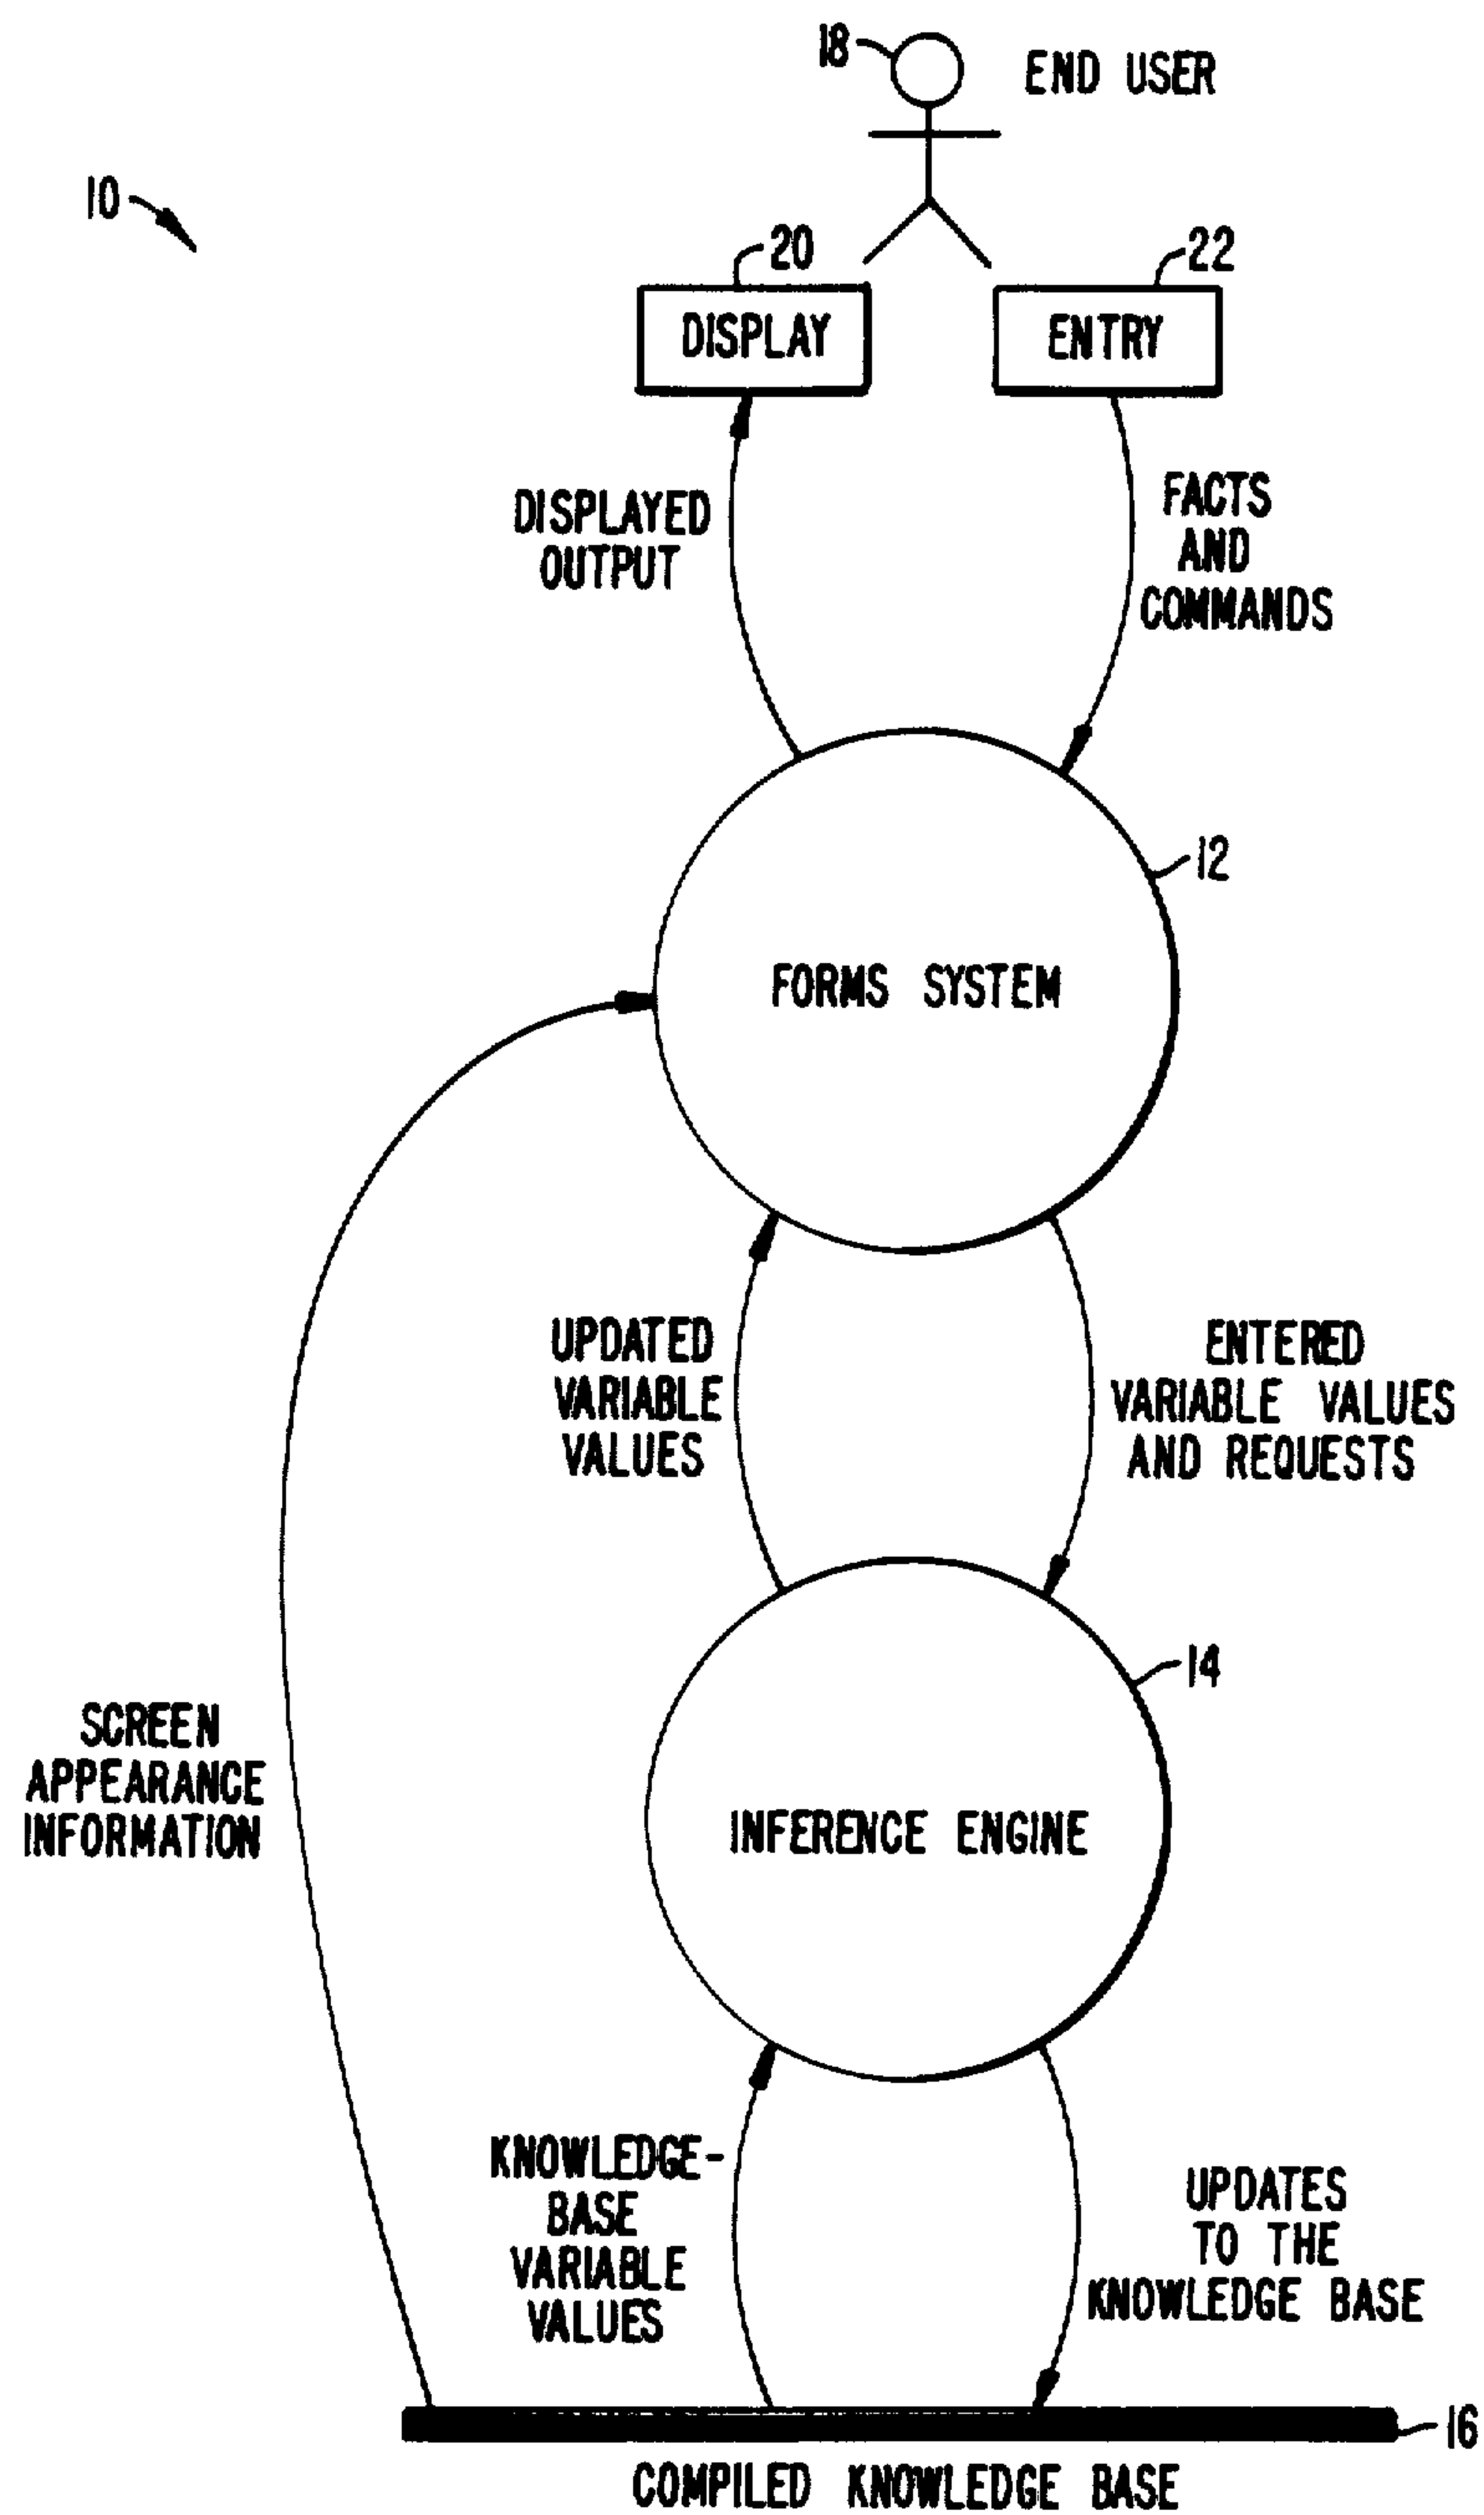 18
END USER
10
20
22
DISPLAY
ENTRY
DISPLAYED
OUTPUT
FACTS
AND
COMMANDS
12
FORMS SYSTEM
UPDATED
VARIABLE
VALUES
ENTERED
VARIABLE VALUES
AND REQUESTS
14
SCREEN
APPEARANCE
INFORMATION
INFERENCE ENGINE
KNOWLEDGE-
BASE
VARIABLE
VALUES
UPDATES
TO THE
KNOWLEDGE BASE
16
COMPILED KNOWLEDGE BASE